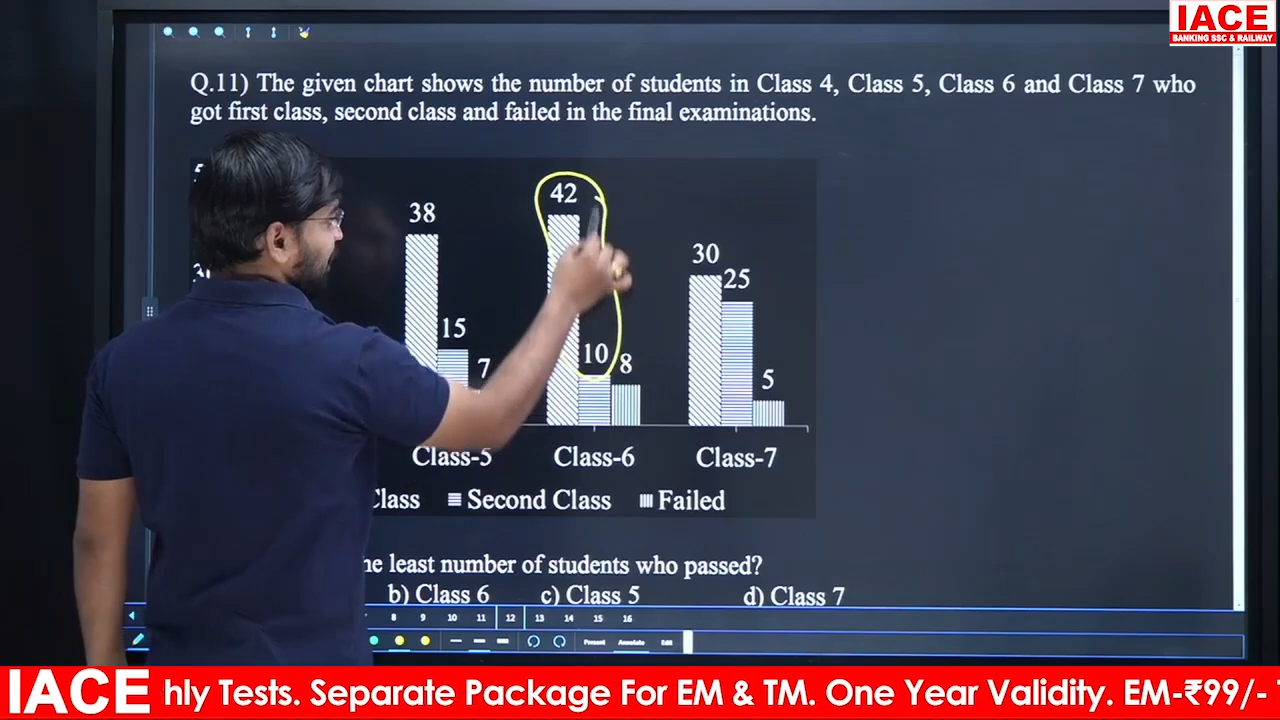 IACE
BANKING SSC & RAILWAY
Q.11) The given chart shows the number of students in Class 4, Class 5, Class 6 and Class 7 who
got first class, second class and failed in the final examinations.
42
38
30
25
15
10
8
7
5
Class-5 Class-6 Class-7
Class Second Class Failed
least number of students who passed?
b) Class 6 c) Class 5 d) Class 7
8 9 10 11 12 13 14 15 16
Present Annotate Edit
IACE hly Tests. Separate Package For EM & TM. One Year Validity. EM-₹99/-